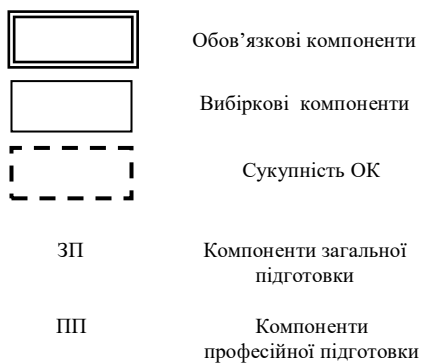 Обов’язкові компоненти
Вибіркові компоненти
Сукупність ОК
ЗП Компоненти загальної
підготовки
ПП Компоненти
професійної підготовки